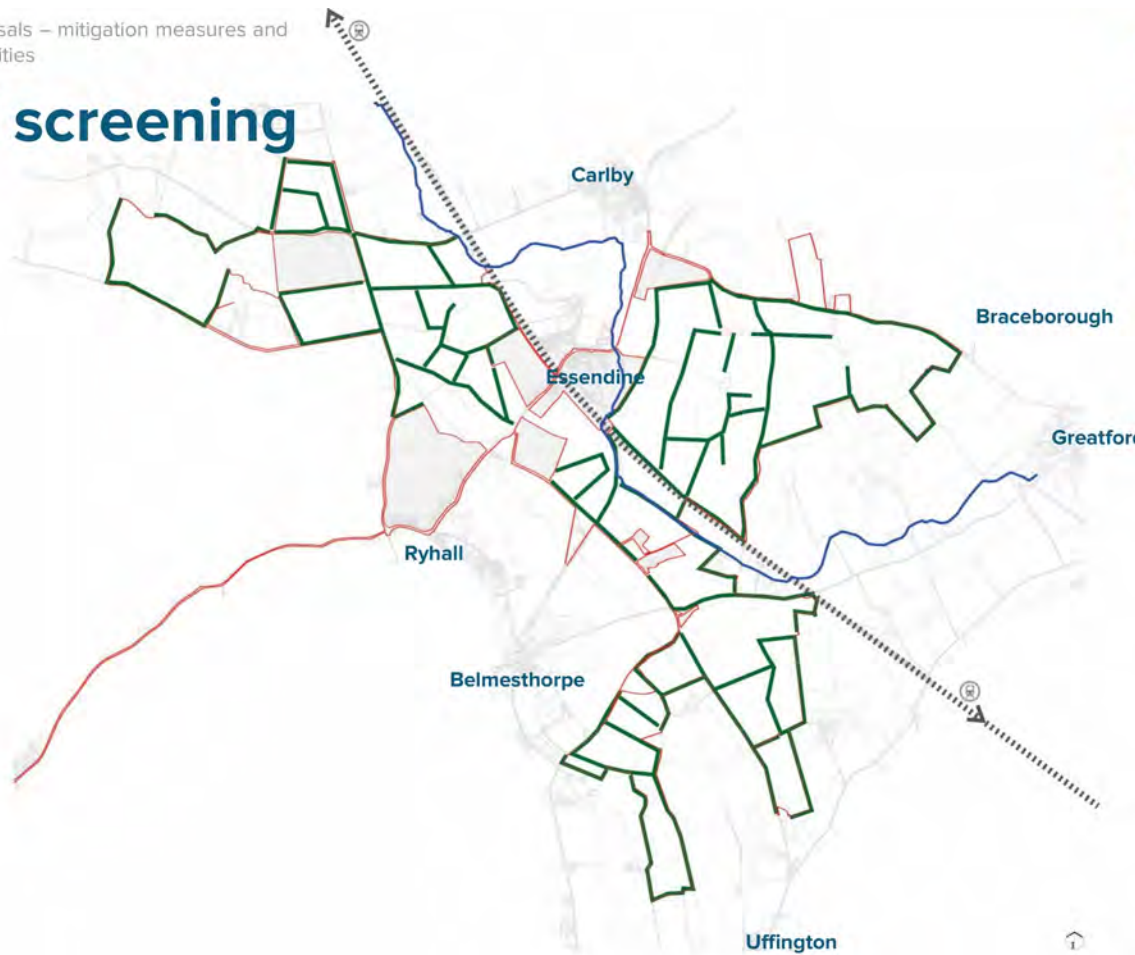 sals – mitigation measures and
ities
screening
Carlby
Braceborough
Essendine
Greatford
Ryhall
Belmesthorpe
Uffington